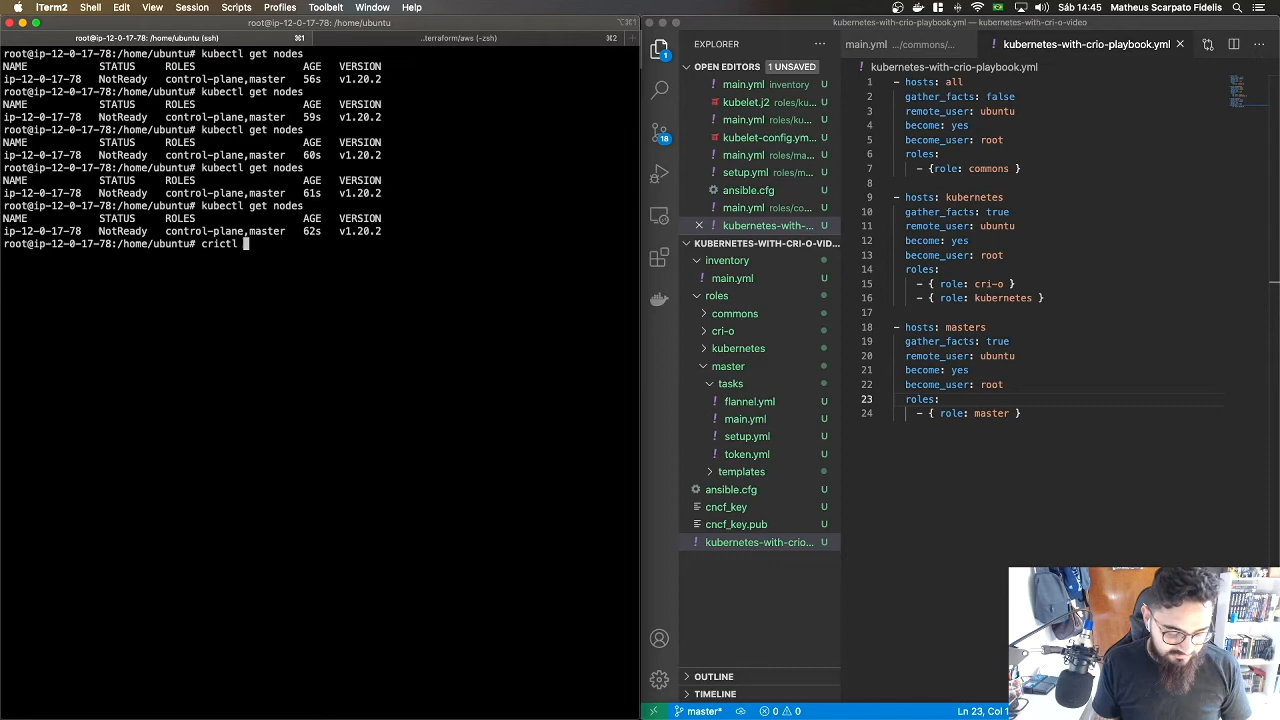 iTerm2 Shell Edit View Session Scripts Profiles Toolbelt Window Help
Sáb 14:45 Matheus Scarpato Fidelis
root@ip-12-0-17-78: /home/ubuntu
⌥⌘1
root@ip-12-0-17-78: /home/ubuntu (ssh) ⌘1
..terraform/aws (-zsh) ⌘2
root@ip-12-0-17-78:/home/ubuntu# kubectl get nodes
NAME STATUS ROLES AGE VERSION
ip-12-0-17-78 NotReady control-plane,master 56s v1.20.2
root@ip-12-0-17-78:/home/ubuntu# kubectl get nodes
NAME STATUS ROLES AGE VERSION
ip-12-0-17-78 NotReady control-plane,master 59s v1.20.2
root@ip-12-0-17-78:/home/ubuntu# kubectl get nodes
NAME STATUS ROLES AGE VERSION
ip-12-0-17-78 NotReady control-plane,master 60s v1.20.2
root@ip-12-0-17-78:/home/ubuntu# kubectl get nodes
NAME STATUS ROLES AGE VERSION
ip-12-0-17-78 NotReady control-plane,master 61s v1.20.2
root@ip-12-0-17-78:/home/ubuntu# kubectl get nodes
NAME STATUS ROLES AGE VERSION
ip-12-0-17-78 NotReady control-plane,master 62s v1.20.2
root@ip-12-0-17-78:/home/ubuntu# crictl
kubernetes-with-crio-playbook.yml — kubernetes-with-cri-o-video
1
18
EXPLORER ...
OPEN EDITORS 1 UNSAVED
main.yml inventory U
kubelet.j2 roles/ku... U
main.yml roles/ku... U
kubelet-config.ym... U
main.yml roles/ma... U
setup.yml roles/m... U
ansible.cfg U
main.yml roles/co... U
kubernetes-with-... U
KUBERNETES-WITH-CRI-O-VID...
inventory
main.yml U
roles
commons
cri-o
kubernetes
master
tasks
flannel.yml U
main.yml U
setup.yml U
token.yml U
templates
ansible.cfg U
cncf_key U
cncf_key.pub U
kubernetes-with-crio... U
OUTLINE
TIMELINE
main.yml .../commons/...
kubernetes-with-crio-playbook.yml
kubernetes-with-crio-playbook.yml
1 - hosts: all
2 gather_facts: false
3 remote_user: ubuntu
4 become: yes
5 become_user: root
6 roles:
7 - {role: commons }
8
9 - hosts: kubernetes
10 gather_facts: true
11 remote_user: ubuntu
12 become: yes
13 become_user: root
14 roles:
15 - { role: cri-o }
16 - { role: kubernetes }
17
18 - hosts: masters
19 gather_facts: true
20 remote_user: ubuntu
21 become: yes
22 become_user: root
23 roles:
24 - { role: master }
master* 0 0 Ln 23, Col 1